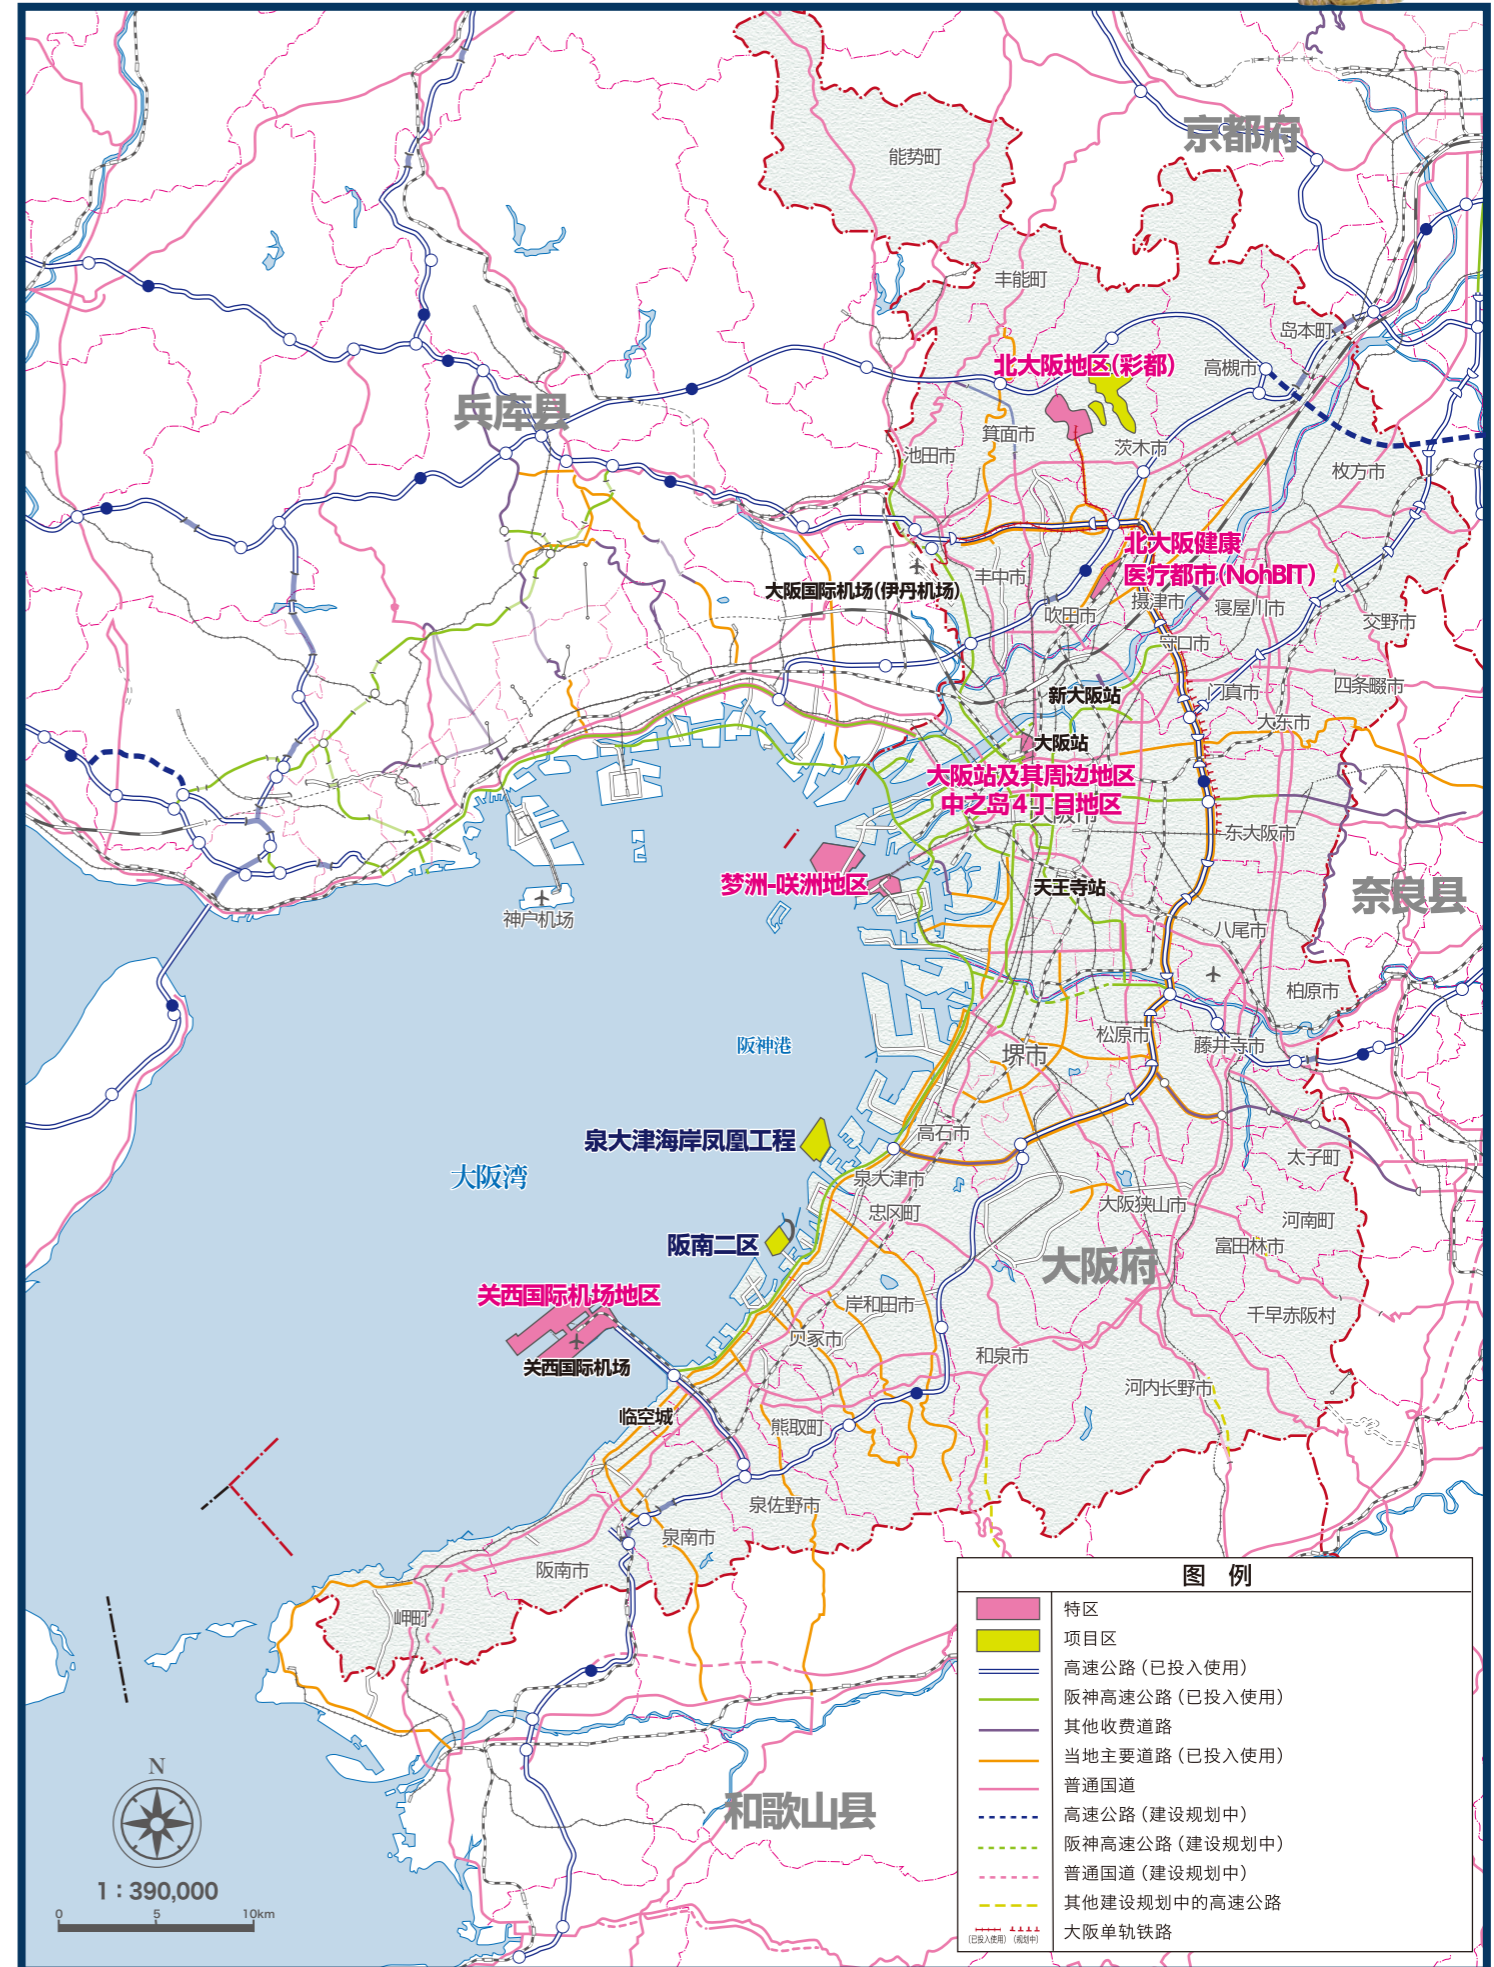 京都府
能势町
丰能町
岛本町
北大阪地区(彩都)
高槻市
兵库县
箕面市
茨木市
池田市
枚方市
北大阪健康
医疗都市(NohBIT)
丰中市
大阪国际机场(伊丹机场)
摄津市
寝屋川市
吹田市
交野市
守口市
四条畷市
门真市
新大阪站
大东市
大阪站
大阪站及其周边地区
中之岛4丁目地区
大阪市
东大阪市
梦洲-咲洲地区
天王寺站
奈良县
神户机场
八尾市
柏原市
阪神港
松原市
藤井寺市
堺市
泉大津海岸凤凰工程
高石市
太子町
大阪湾
泉大津市
忠冈町
大阪狭山市
河南町
阪南二区
富田林市
大阪府
关西国际机场地区
岸和田市
千早赤阪村
贝冢市
关西国际机场
和泉市
河内长野市
临空城
熊取町
泉佐野市
泉南市
阪南市
岬町
和歌山县
N
1：390,000
0 5 10km
图 例
特区
项目区
高速公路（已投入使用）
阪神高速公路（已投入使用）
其他收费道路
当地主要道路（已投入使用）
普通国道
高速公路（建设规划中）
阪神高速公路（建设规划中）
普通国道（建设规划中）
其他建设规划中的高速公路
大阪单轨铁路
（已投入使用）（规划中）